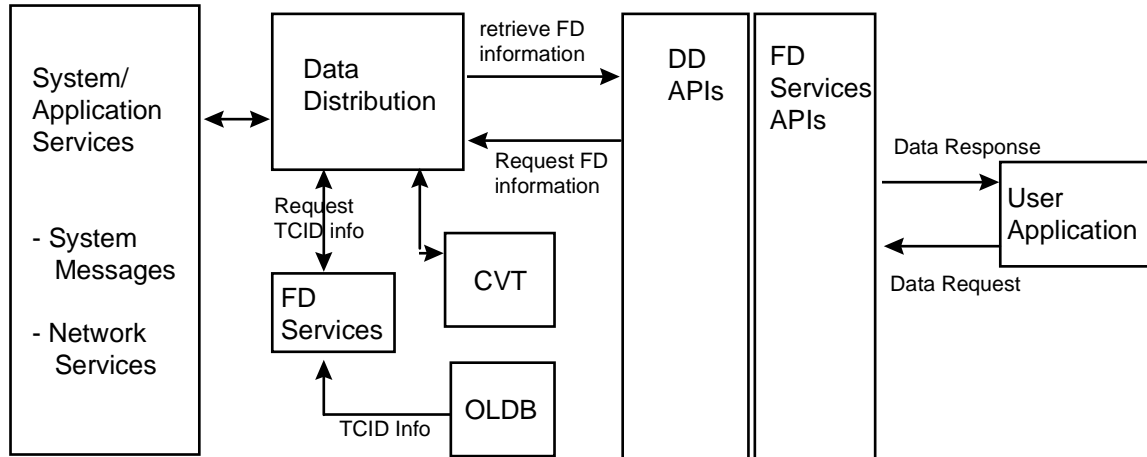 System/
Application
Services
- System
Messages
- Network
Services
Data
Distribution
retrieve FD
information
Request FD
information
Request
TCID info
FD
Services
CVT
OLDB
TCID Info
DD
APIs
FD
Services
APIs
Data Response
User
Application
Data Request